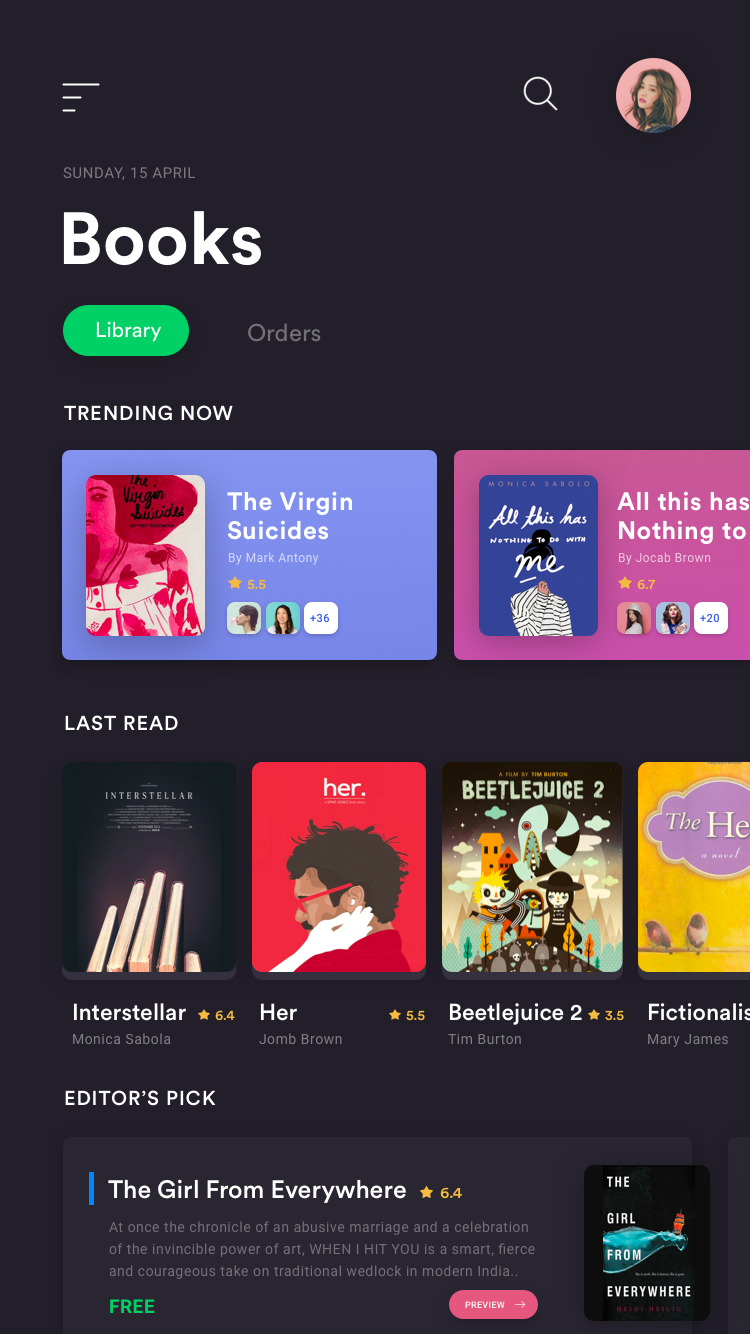 SUNDAY, 15 APRIL
Books
Library
Orders
TRENDING NOW
The Virgin
Suicides
The Virgin
Suicides
By Mark Antony
5.5
+36
MONICA SABOLO
All this has
NOTHING TO DO WITH
me
All this has
Nothing to
By Jocab Brown
6.7
+20
LAST READ
INTERSTELLAR
her.
A FILM BY TIM BURTON
BEETLEJUICE 2
The He
a novel
Interstellar
6.4
Monica Sabola
Her
5.5
Jomb Brown
Beetlejuice 2
3.5
Tim Burton
Fictionalis
Mary James
EDITOR’S PICK
The Girl From Everywhere
6.4
At once the chronicle of an abusive marriage and a celebration
of the invincible power of art, WHEN I HIT YOU is a smart, fierce
and courageous take on traditional wedlock in modern India..
FREE
PREVIEW
THE
GIRL
FROM
EVERYWHERE
HEIDI HEILIG